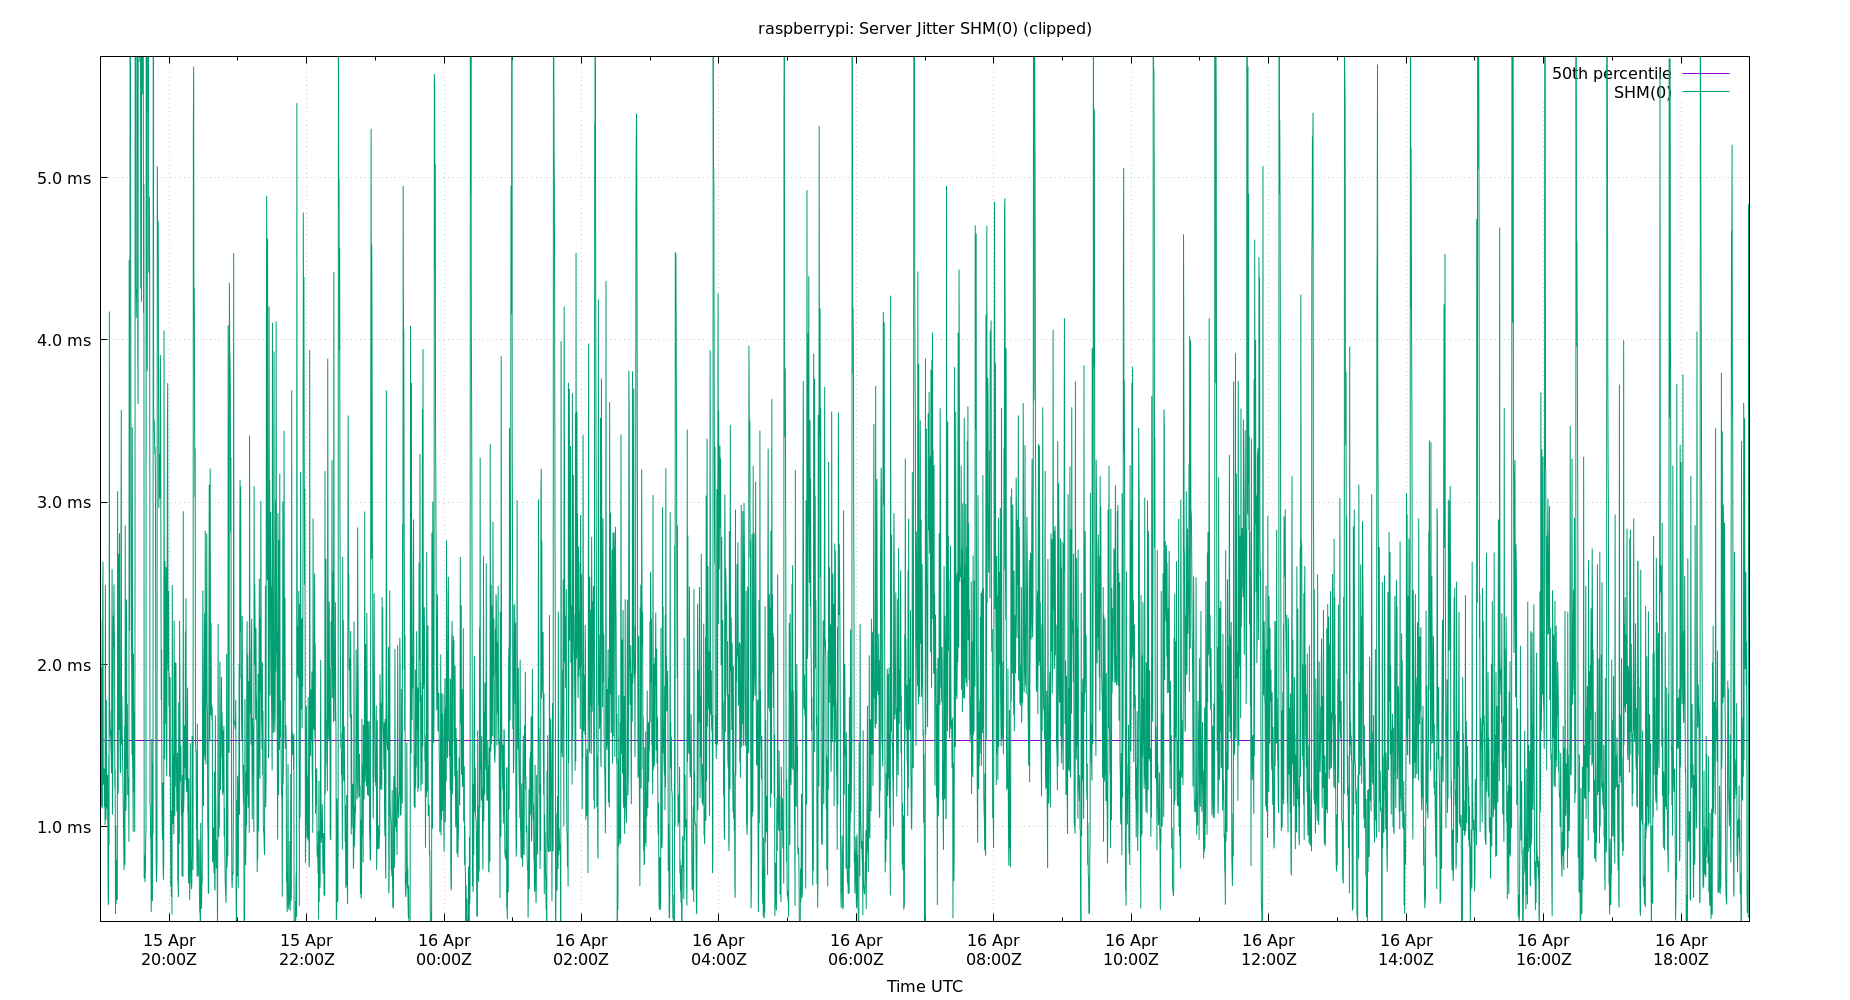 raspberrypi: Server Jitter SHM(0) (clipped)
50th percentile
SHM(0)
5.0 ms
4.0 ms
3.0 ms
2.0 ms
1.0 ms
15 Apr 15 Apr 16 Apr 16 Apr 16 Apr 16 Apr 16 Apr 16 Apr 16 Apr 16 Apr 16 Apr 16 Apr
20:00Z 22:00Z 00:00Z 02:00Z 04:00Z 06:00Z 08:00Z 10:00Z 12:00Z 14:00Z 16:00Z 18:00Z
Time UTC